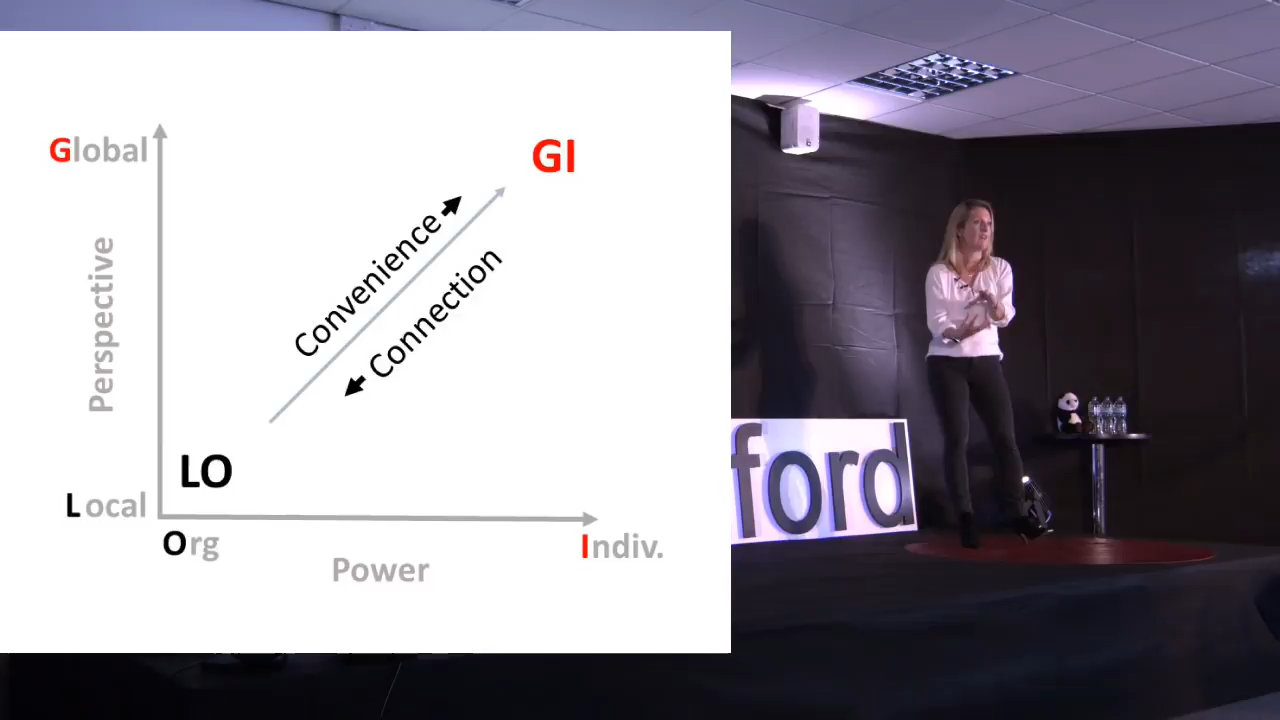 Global
GI
Convenience
Connection
Perspective
LO
Local
Org
Indiv.
Power
ford